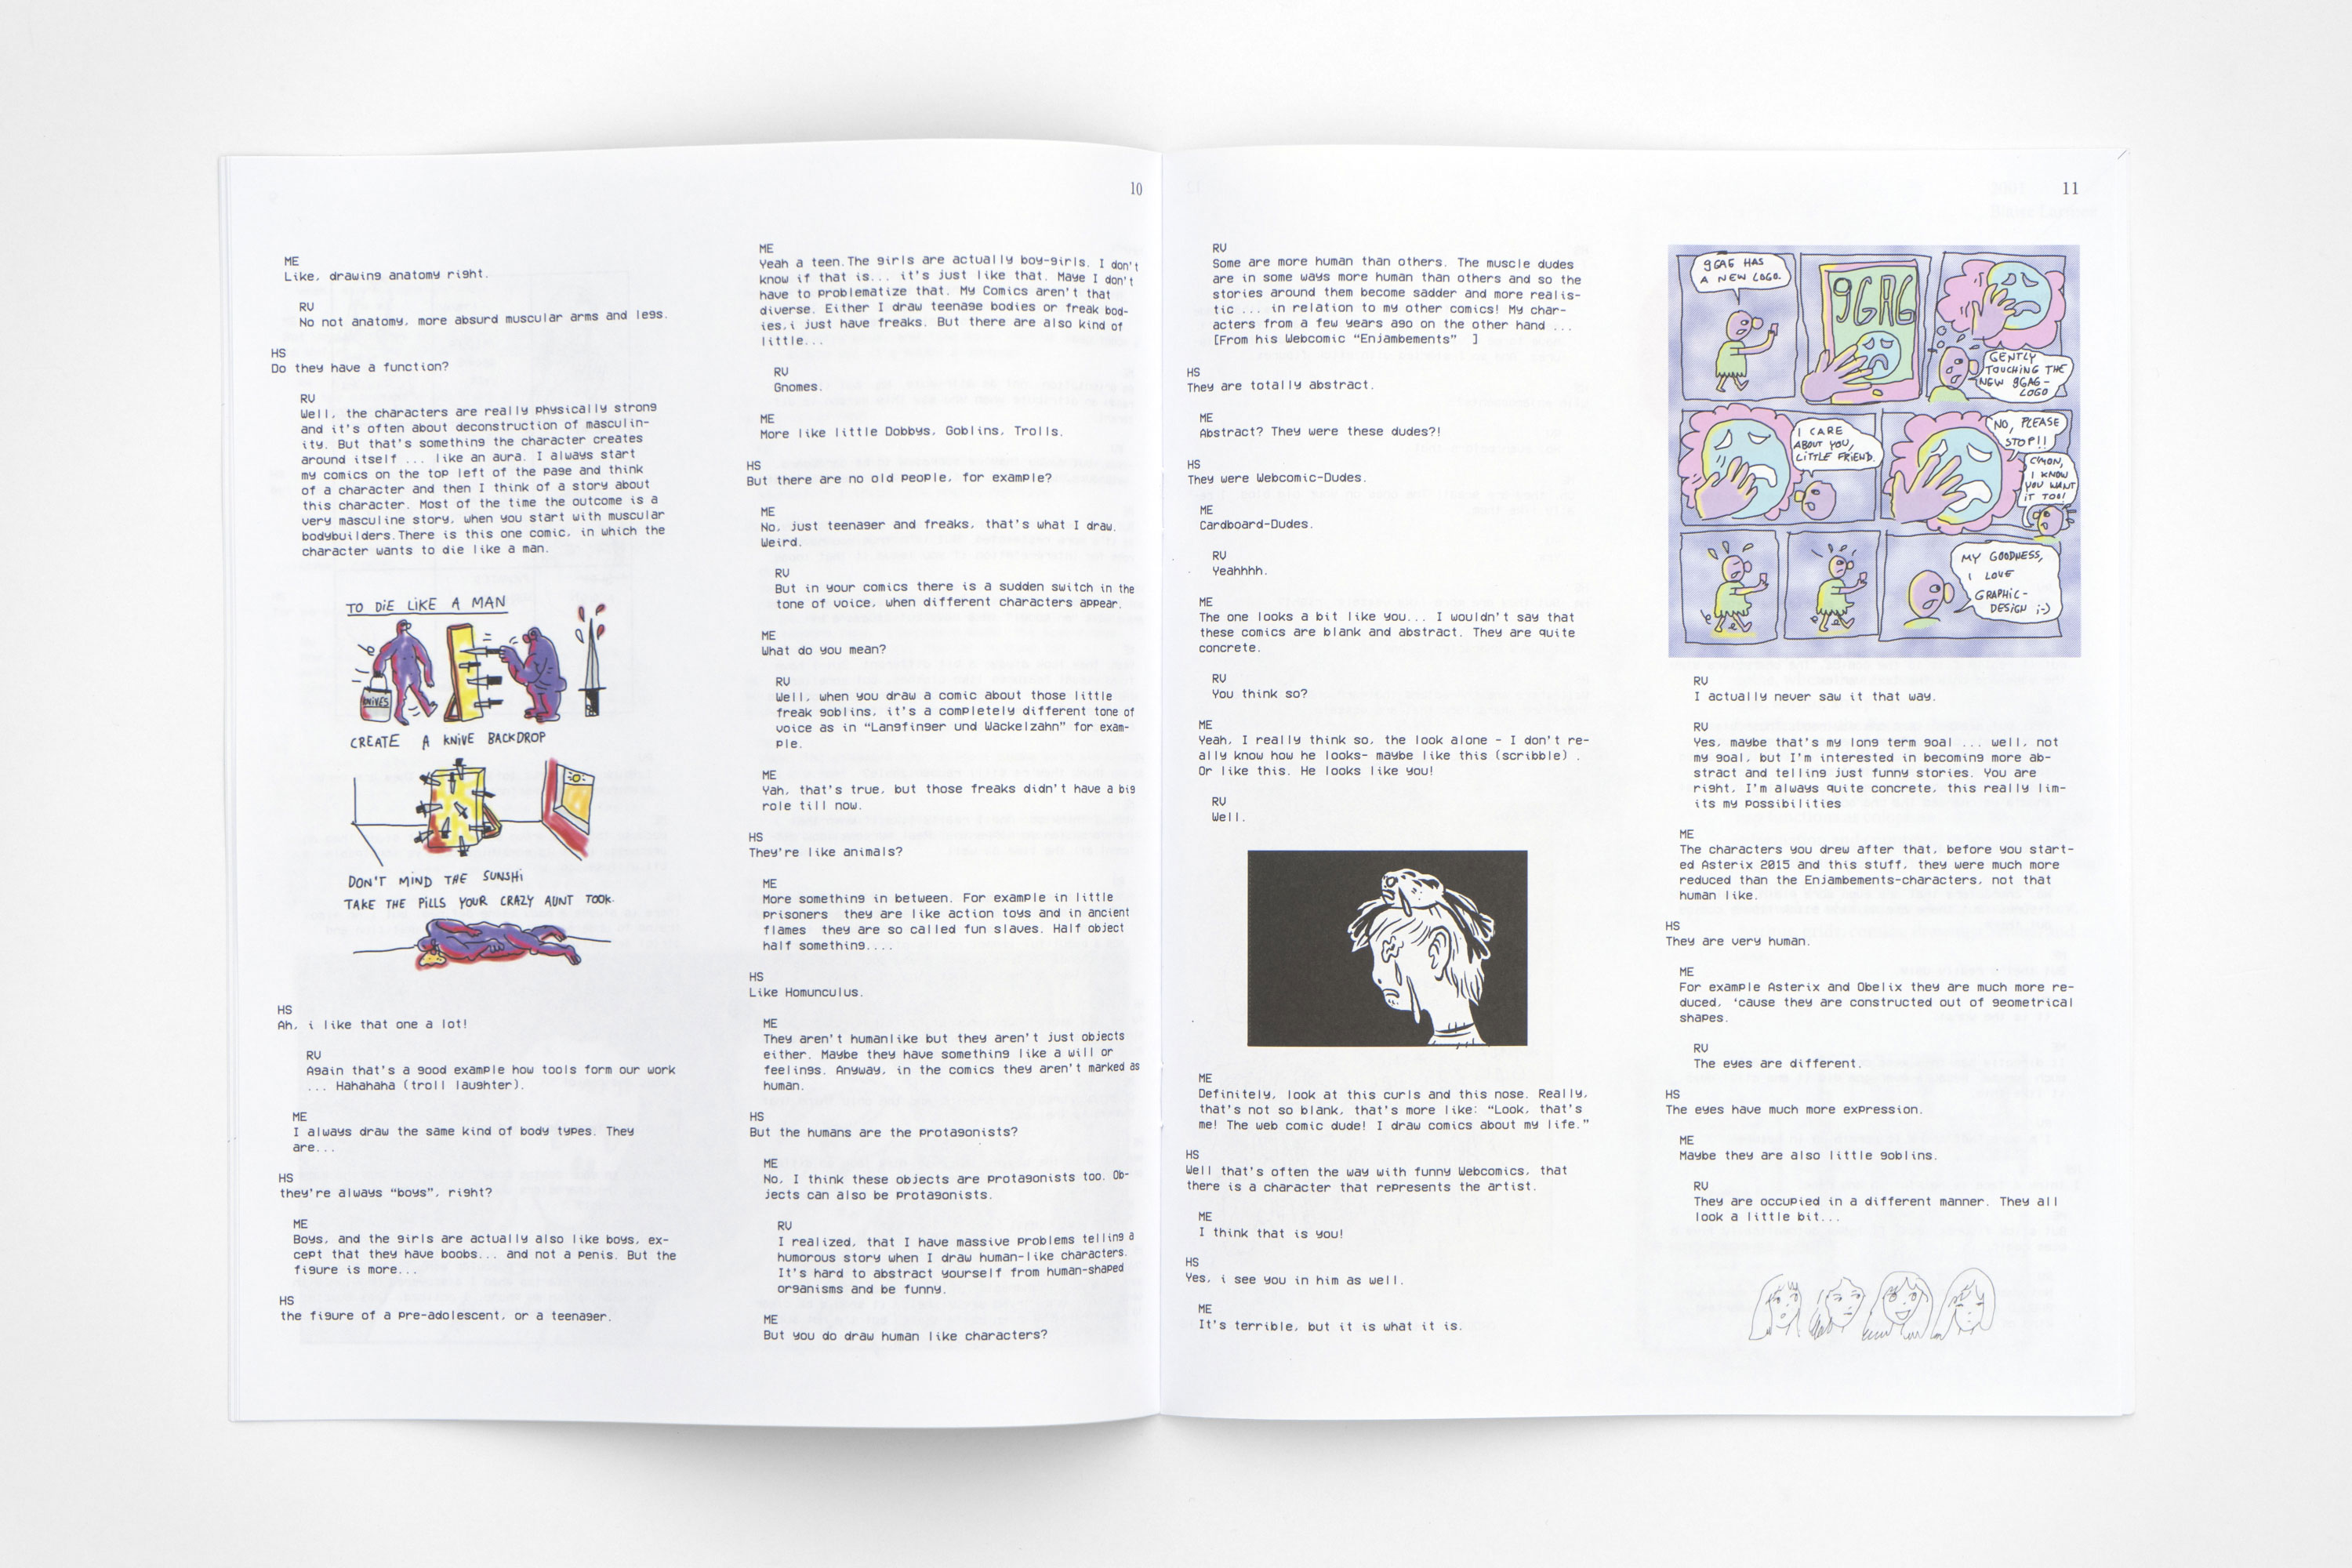 10
ME
Like, drawing anatomy right.
RV
No not anatomy, more absurd muscular arms and legs.
HS
Do they have a function?
RV
Well, the characters are really physically strong
and it's often about deconstruction of masculin-
ity. But that's something the character creates
around itself ... like an aura. I always start
my comics on the top left of the page and think
of a character and then I think of a story about
this character. Most of the time the outcome is a
very masculine story, when you start with muscular
bodybuilders.There is this one comic, in which the
character wants to die like a man.
TO DIE LIKE A MAN
KNIVES
CREATE A KNIVE BACKDROP
DON'T MIND THE SUNSHI
TAKE THE PILLS YOUR CRAZY AUNT TOOK.
HS
Ah, i like that one a lot!
RV
Again that's a good example how tools form our work
... Hahahaha (troll laughter).
ME
I always draw the same kind of body types. They
are...
HS
they're always "boys", right?
ME
Boys, and the girls are actually also like boys, ex-
cept that they have boobs... and not a penis. But the
figure is more...
HS
the figure of a pre-adolescent, or a teenager.
ME
Yeah a teen.The girls are actually boy-girls. I don't
know if that is... it's just like that. Maye I don't
have to problematize that. My Comics aren't that
diverse. Either I draw teenage bodies or freak bod-
ies,i just have freaks. But there are also kind of
little...
RV
Gnomes.
ME
More like little Dobbys, Goblins, Trolls.
HS
But there are no old people, for example?
ME
No, just teenager and freaks, that's what I draw.
Weird.
RV
But in your comics there is a sudden switch in the
tone of voice, when different characters appear.
ME
What do you mean?
RV
Well, when you draw a comic about those little
freak goblins, it's a completely different tone of
voice as in "Langfinger und Wackelzahn" for exam-
ple.
ME
Yah, that's true, but those freaks didn't have a big
role till now.
HS
They're like animals?
ME
More something in between. For example in little
prisoners they are like action toys and in ancient
flames they are so called fun slaves. Half object
half something....
HS
Like Homunculus.
ME
They aren't humanlike but they aren't just objects
either. Maybe they have something like a will or
feelings. Anyway, in the comics they aren't marked as
human.
HS
But the humans are the protagonists?
ME
No, I think these objects are protagonists too. Ob-
jects can also be protagonists.
RV
I realized, that I have massive problems telling a
humorous story when I draw human-like characters.
It's hard to abstract yourself from human-shaped
organisms and be funny.
ME
But you do draw human like characters?
11
RV
Some are more human than others. The muscle dudes
are in some ways more human than others and so the
stories around them become sadder and more realis-
tic ... in relation to my other comics! My char-
acters from a few years ago on the other hand ...
[From his Webcomic "Enjambements" ]
HS
They are totally abstract.
ME
Abstract? They were these dudes?!
HS
They were Webcomic-Dudes.
ME
Cardboard-Dudes.
RV
Yeahhhh.
ME
The one looks a bit like you... I wouldn't say that
these comics are blank and abstract. They are quite
concrete.
RV
You think so?
ME
Yeah, I really think so, the look alone - I don't re-
ally know how he looks- maybe like this (scribble) .
Or like this. He looks like you!
RV
Well.
ME
Definitely, look at this curls and this nose. Really,
that's not so blank, that's more like: "Look, that's
me! The web comic dude! I draw comics about my life."
HS
Well that's often the way with funny Webcomics, that
there is a character that represents the artist.
ME
I think that is you!
HS
Yes, i see you in him as well.
ME
It's terrible, but it is what it is.
9GAG HAS
A NEW LOGO.
9GAG
GENTLY
TOUCHING THE
NEW 9GAG-
LOGO
I CARE
ABOUT YOU,
LITTLE FRIEND.
NO, PLEASE
STOP!!
C'MON,
I KNOW
YOU WANT
IT TOO!
MY GOODNESS,
I LOVE
GRAPHIC-
DESIGN ;-)
RV
I actually never saw it that way.
RV
Yes, maybe that's my long term goal ... well, not
my goal, but I'm interested in becoming more ab-
stract and telling just funny stories. You are
right, I'm always quite concrete, this really lim-
its my possibilities
ME
The characters you drew after that, before you start-
ed Asterix 2015 and this stuff, they were much more
reduced than the Enjambements-characters, not that
human like.
HS
They are very human.
ME
For example Asterix and Obelix they are much more re-
duced, 'cause they are constructed out of geometrical
shapes.
RV
The eyes are different.
HS
The eyes have much more expression.
ME
Maybe they are also little goblins.
RV
They are occupied in a different manner. They all
look a little bit...